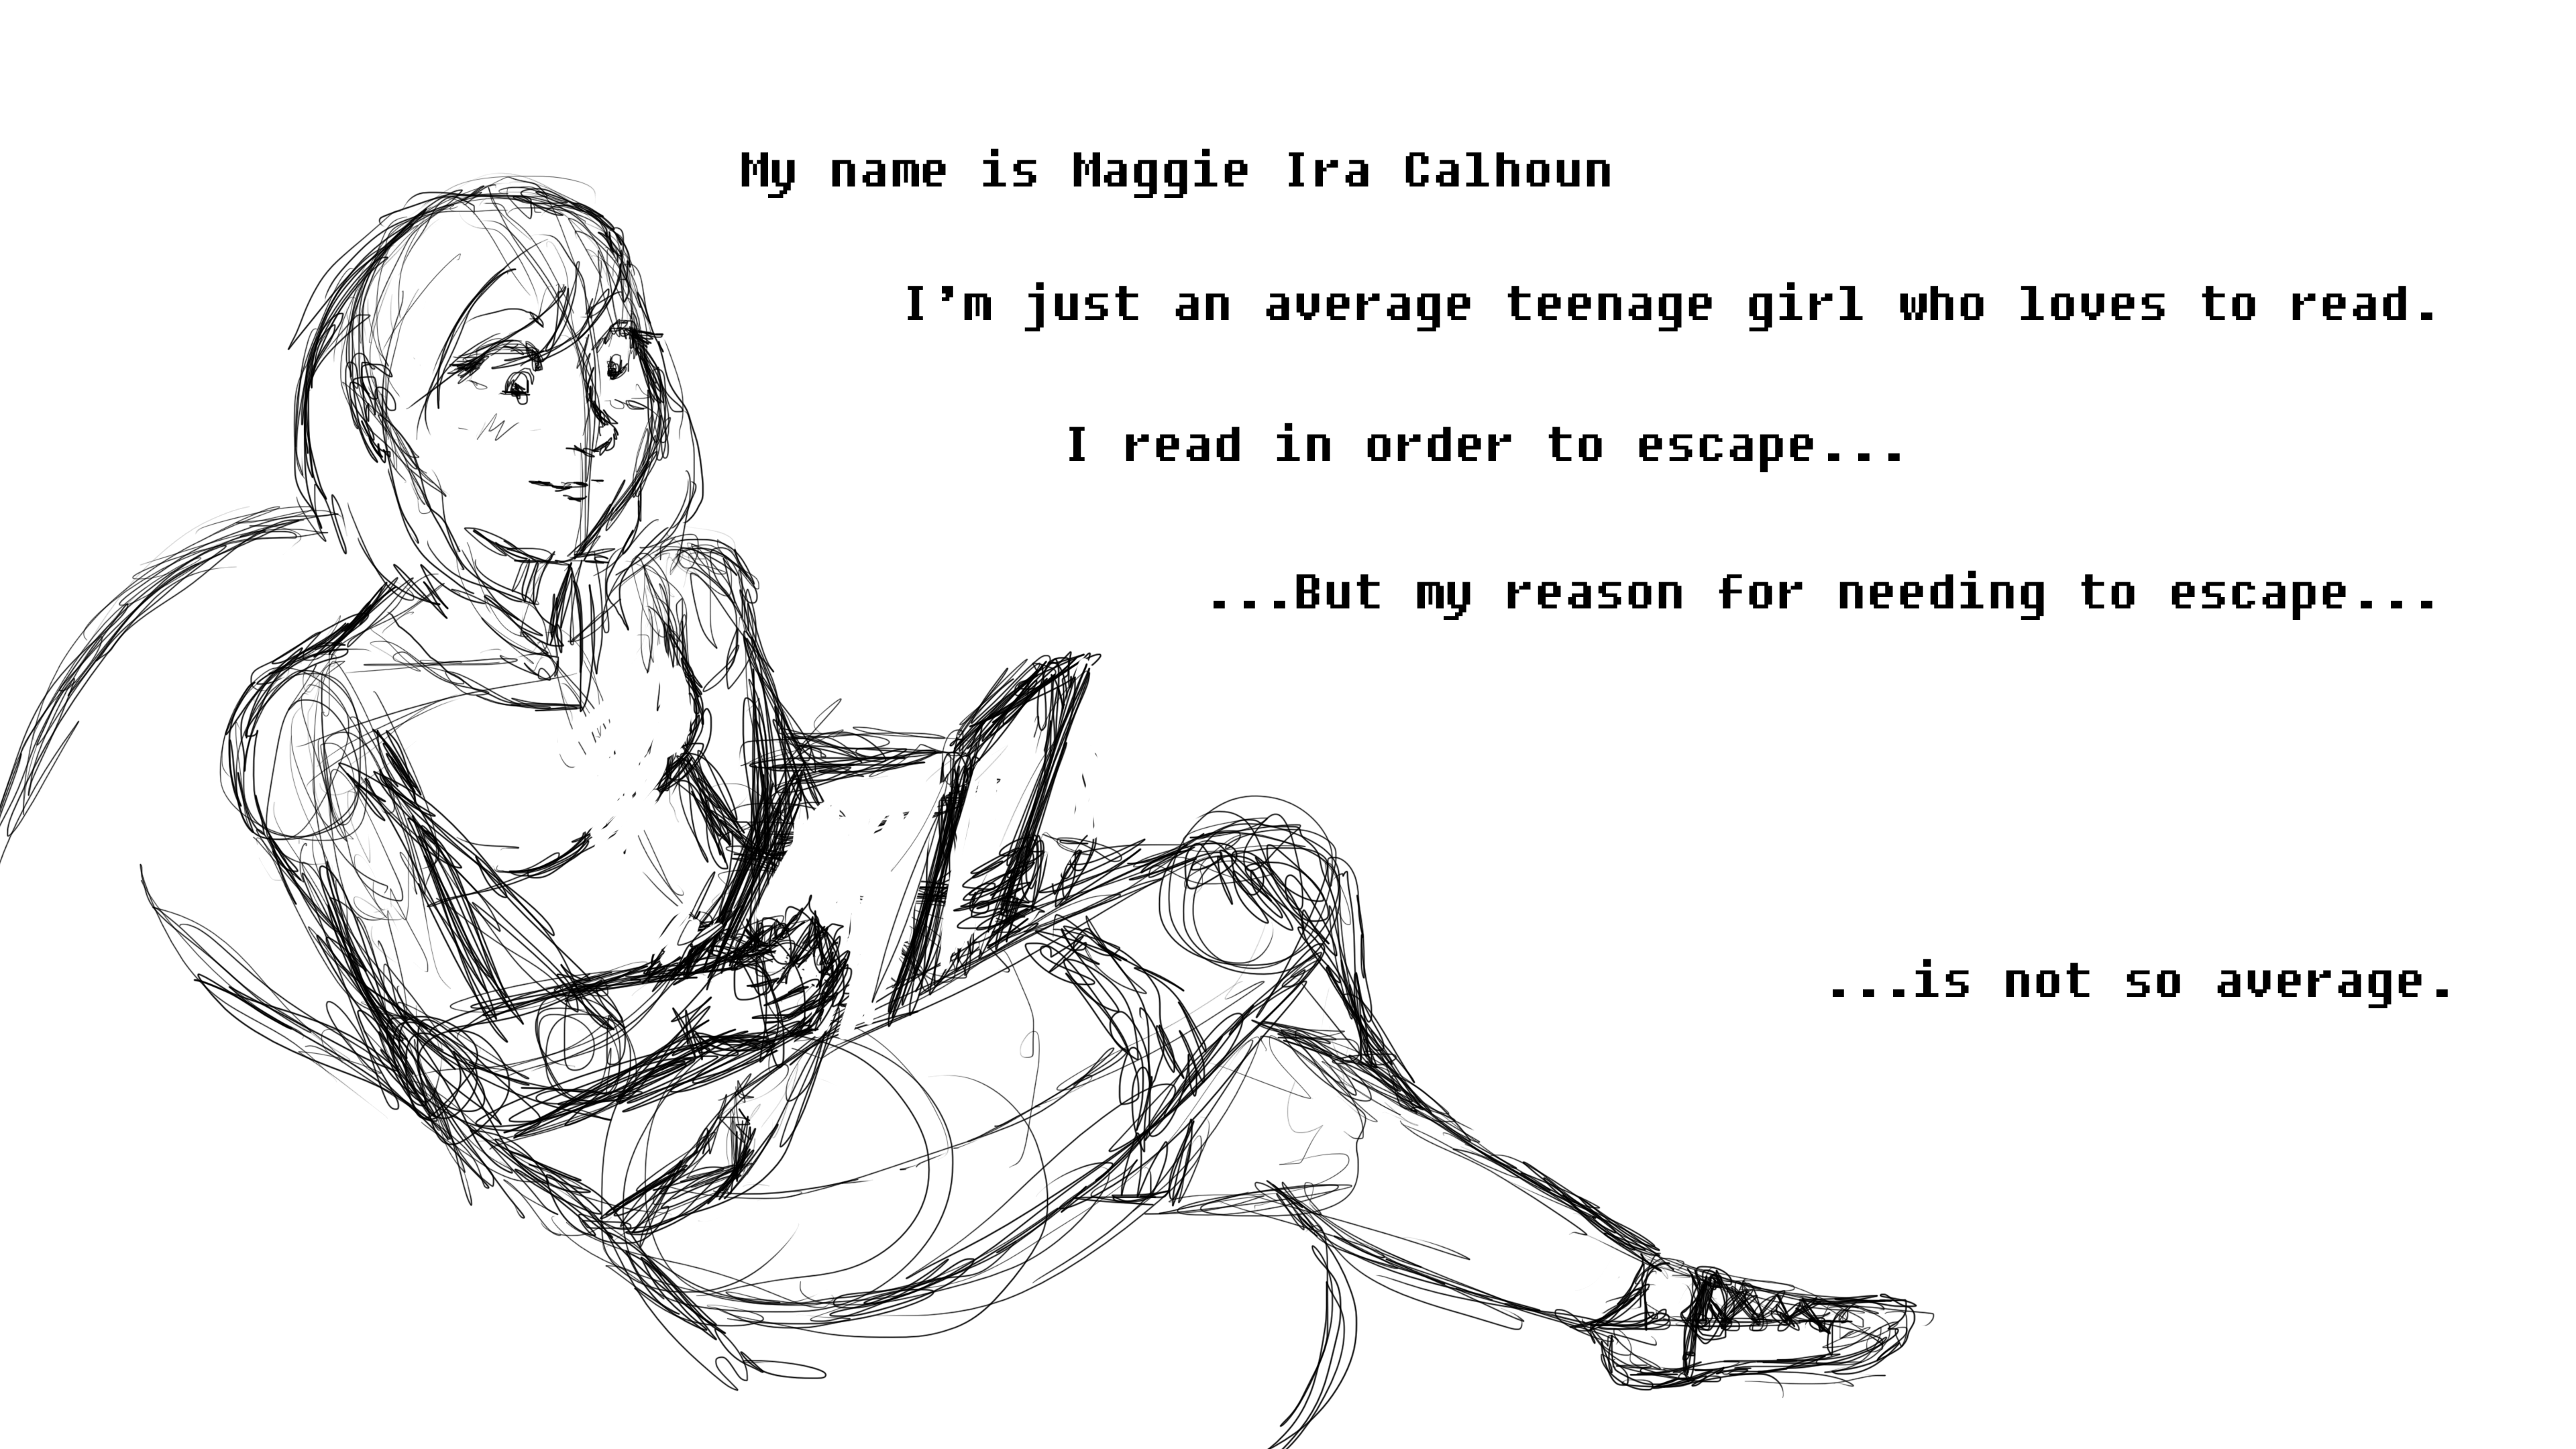 My name is Maggie Ira Calhoun
I'm just an average teenage girl who loves to read.
I read in order to escape...
...But my reason for needing to escape...
...is not so average.